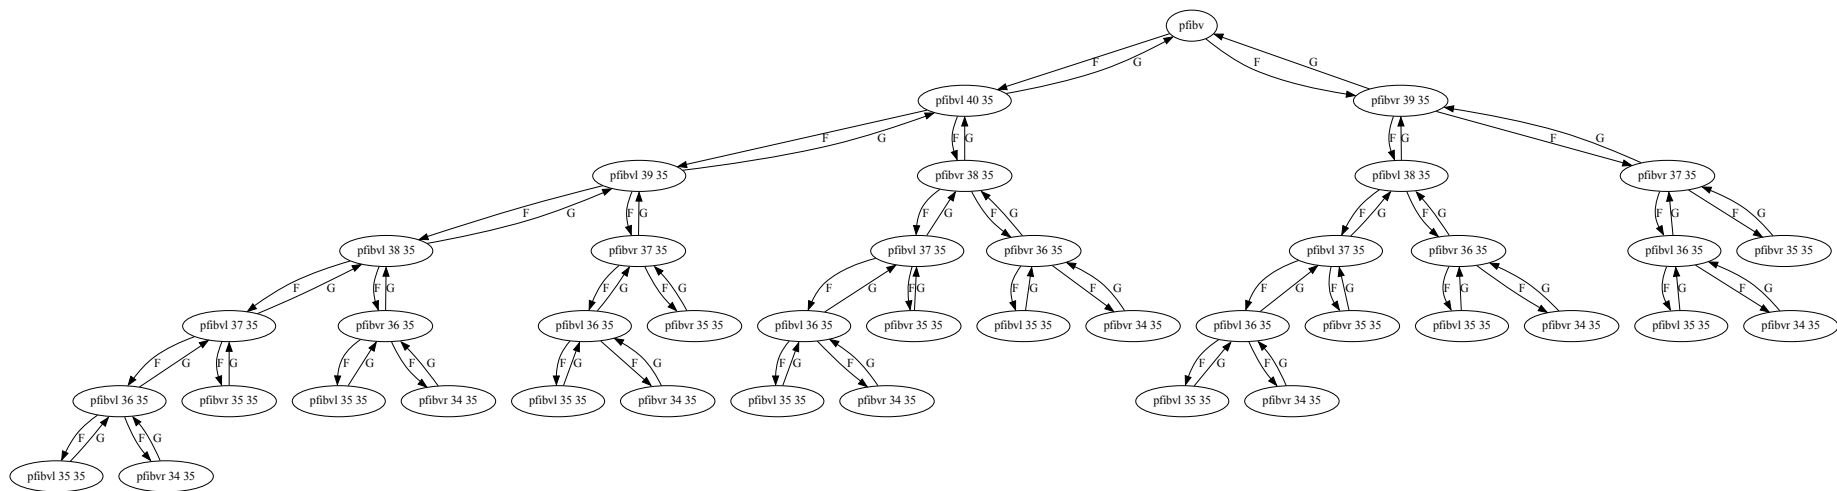 pfibv
F G F G
pfibvl 40 35 pfibvr 39 35
F G F G F G F G
pfibvl 39 35 pfibvr 38 35 pfibvl 38 35 pfibvr 37 35
F G F G F G F G F G F G F G F G
pfibvl 38 35 pfibvr 37 35 pfibvl 37 35 pfibvr 36 35 pfibvl 37 35 pfibvr 36 35 pfibvl 36 35 pfibvr 35 35
F G F G F G F G F G F G F G F G F G F G F G F G F G F G
pfibvl 37 35 pfibvr 36 35 pfibvl 36 35 pfibvr 35 35 pfibvl 36 35 pfibvr 35 35 pfibvl 35 35 pfibvr 34 35 pfibvl 36 35 pfibvr 35 35 pfibvl 35 35 pfibvr 34 35 pfibvl 35 35 pfibvr 34 35
F G F G F G F G F G F G F G F G F G F G
pfibvl 36 35 pfibvr 35 35 pfibvl 35 35 pfibvr 34 35 pfibvl 35 35 pfibvr 34 35 pfibvl 35 35 pfibvr 34 35 pfibvl 35 35 pfibvr 34 35
F G F G
pfibvl 35 35 pfibvr 34 35